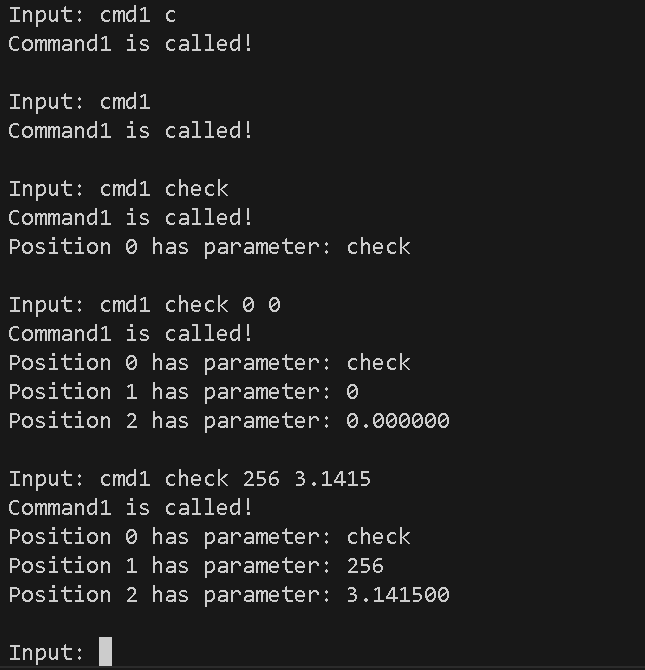 Input: cmd1 c
Command1 is called!
Input: cmd1
Command1 is called!
Input: cmd1 check
Command1 is called!
Position 0 has parameter: check
Input: cmd1 check 0 0
Command1 is called!
Position 0 has parameter: check
Position 1 has parameter: 0
Position 2 has parameter: 0.000000
Input: cmd1 check 256 3.1415
Command1 is called!
Position 0 has parameter: check
Position 1 has parameter: 256
Position 2 has parameter: 3.141500
Input: